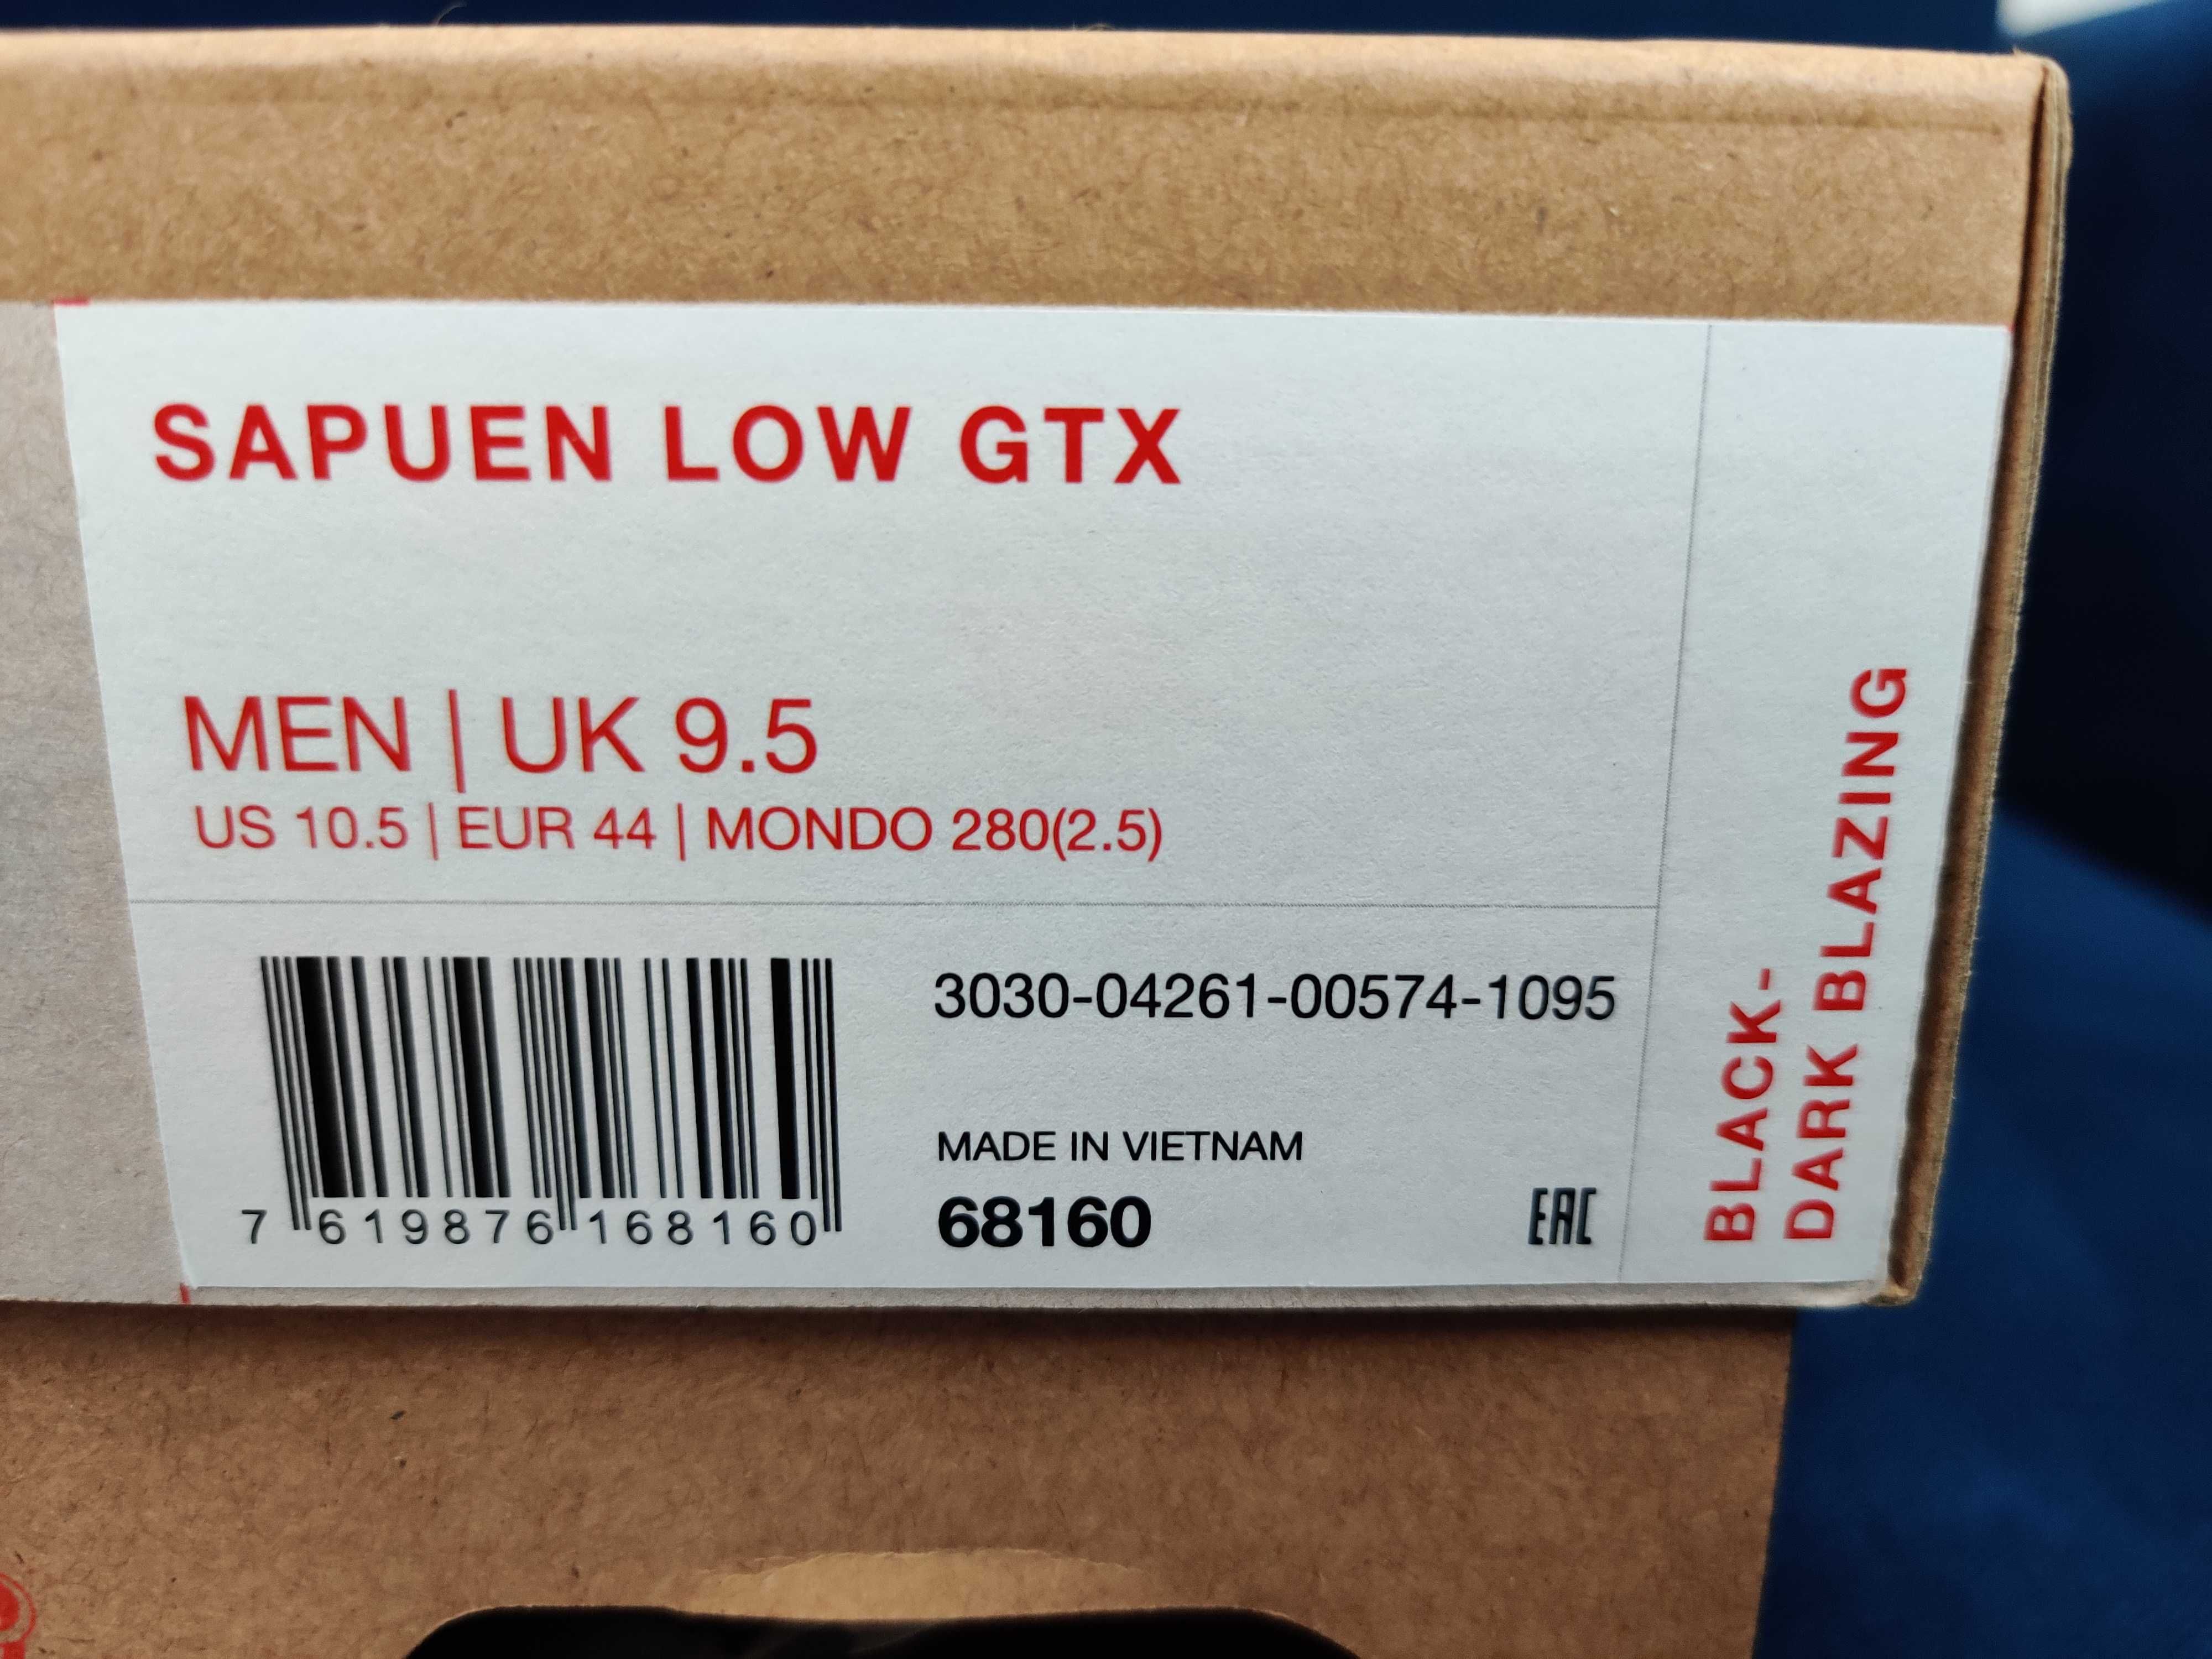 SAPUEN LOW GTX
MEN | UK 9.5
US 10.5 | EUR 44 | MONDO 280(2.5)
3030-04261-00574-1095
MADE IN VIETNAM
68160
EAC
7 619876 168160
BLACK-
DARK BLAZING